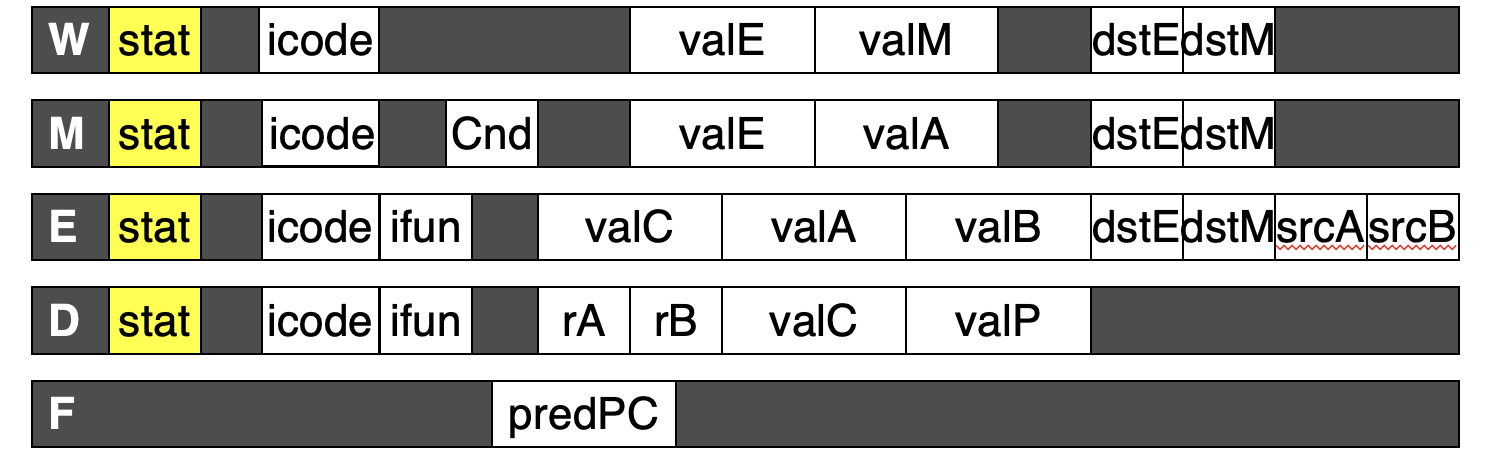 W stat icode valE valM dstE dstM
M stat icode Cnd valE valA dstE dstM
E stat icode ifun valC valA valB dstE dstM srcA srcB
D stat icode ifun rA rB valC valP
F predPC